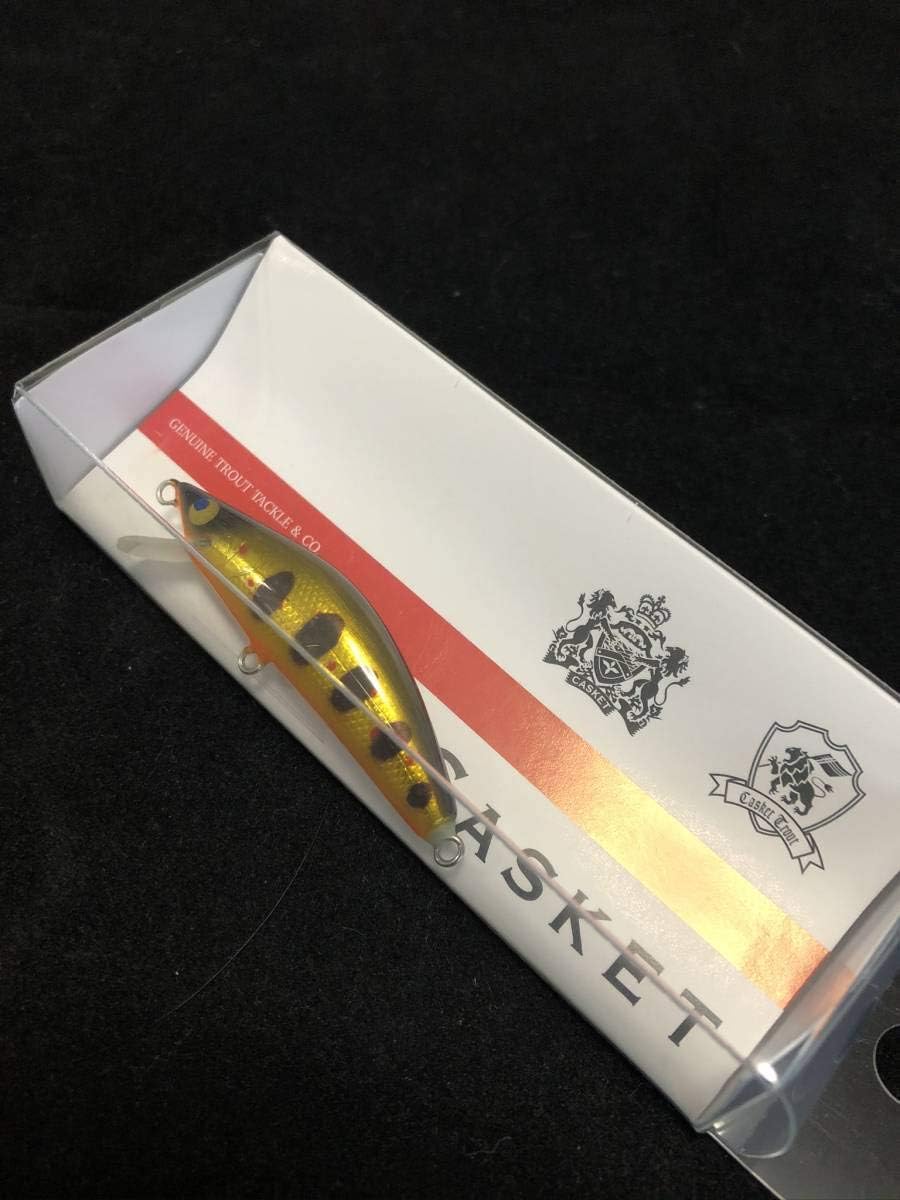 GENUINE TROUT TACKLE & CO
CASKET
Casket Trout
CASKET